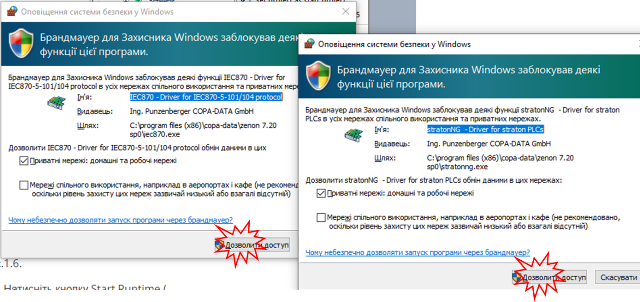 Оповіщення системи безпеки у Windows
Брандмауер для Захисника Windows заблокував деякі
функції цієї програми.
Брандмауер для Захисника Windows заблокував деякі функції IEC870 - Driver for
IEC870-5-101/104 protocol в усіх мережах спільного використання та приватних мережах.
Ім'я: IEC870 - Driver for IEC870-5-101/104 protocol
Видавець: Ing. Punzenberger COPA-DATA GmbH
Шлях: C:\program files (x86)\copa-data\zenon 7.20
sp0\iec870.exe
Дозволити IEC870 - Driver for IEC870-5-101/104 protocol обмін даними в цих
Приватні мережі: домашні та робочі мережі
Мережі спільного використання, наприклад в аеропортах і кафе (не рекомендовано,
оскільки рівень захисту цих мереж зазвичай низький або взагалі відсутній)
Чому небезпечно дозволяти запуск програми через брандмауер?
Дозволити доступ
.1.6.
Натисніть кнопку Start Runtime (
Оповіщення системи безпеки у Windows
Брандмауер для Захисника Windows заблокував деякі
функції цієї програми.
Брандмауер для Захисника Windows заблокував деякі функції stratonNG - Driver for straton
PLCs в усіх мережах спільного використання та приватних мережах.
Ім'я: stratonNG - Driver for straton PLCs
Видавець: Ing. Punzenberger COPA-DATA GmbH
Шлях: C:\program files (x86)\copa-data\zenon 7.20
sp0\stratonng.exe
Дозволити stratonNG - Driver for straton PLCs обмін даними в цих мережах:
Приватні мережі: домашні та робочі мережі
Мережі спільного використання, наприклад в аеропортах і кафе (не рекомендовано,
оскільки рівень захисту цих мереж зазвичай низький або взагалі відсутній)
Чому небезпечно дозволяти запуск програми через брандмауер?
Дозволити доступ
Скасувати